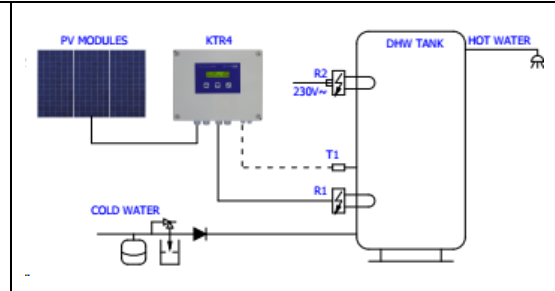 PV MODULES
KTR4
DHW TANK
HOT WATER
R2
230V~
T1
R1
COLD WATER